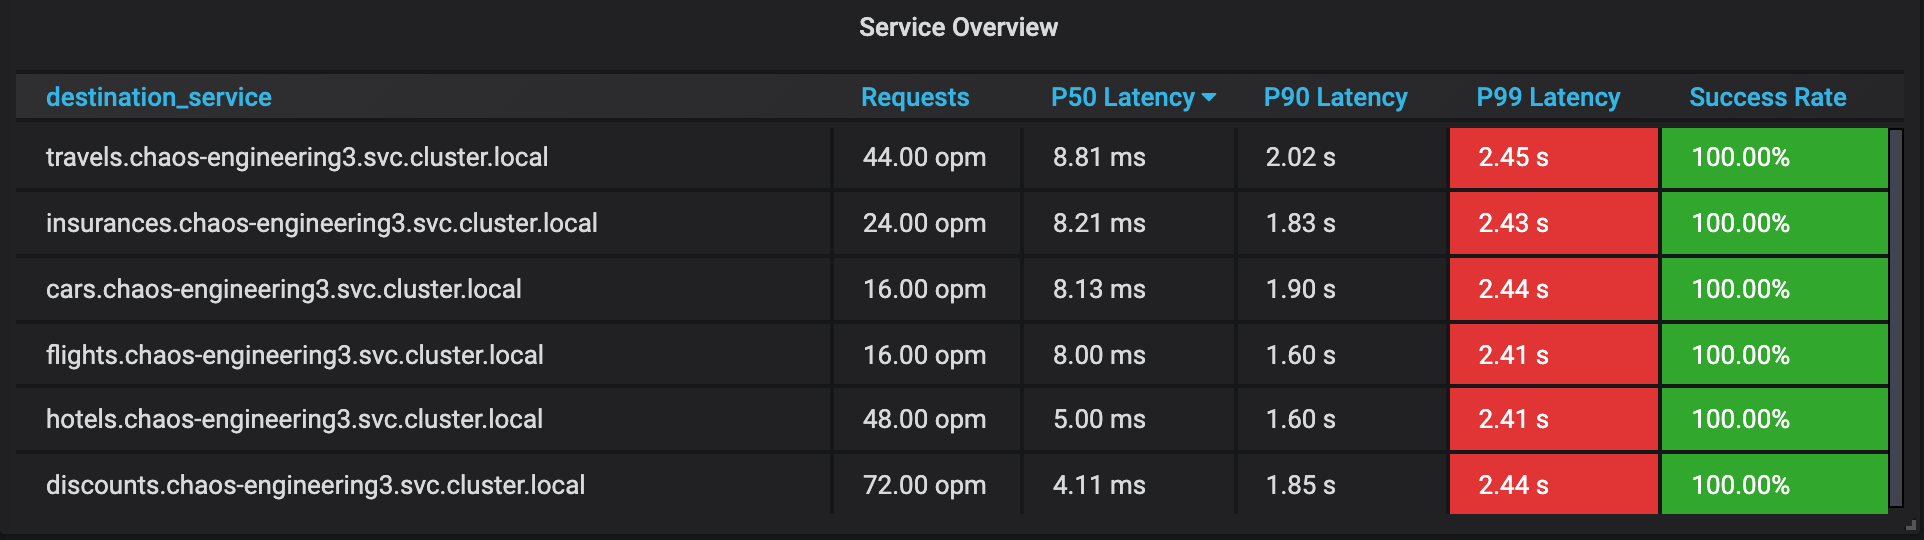 Service Overview
destination_service Requests P50 Latency P90 Latency P99 Latency Success Rate
travels.chaos-engineering3.svc.cluster.local 44.00 opm 8.81 ms 2.02 s 2.45 s 100.00%
insurances.chaos-engineering3.svc.cluster.local 24.00 opm 8.21 ms 1.83 s 2.43 s 100.00%
cars.chaos-engineering3.svc.cluster.local 16.00 opm 8.13 ms 1.90 s 2.44 s 100.00%
flights.chaos-engineering3.svc.cluster.local 16.00 opm 8.00 ms 1.60 s 2.41 s 100.00%
hotels.chaos-engineering3.svc.cluster.local 48.00 opm 5.00 ms 1.60 s 2.41 s 100.00%
discounts.chaos-engineering3.svc.cluster.local 72.00 opm 4.11 ms 1.85 s 2.44 s 100.00%